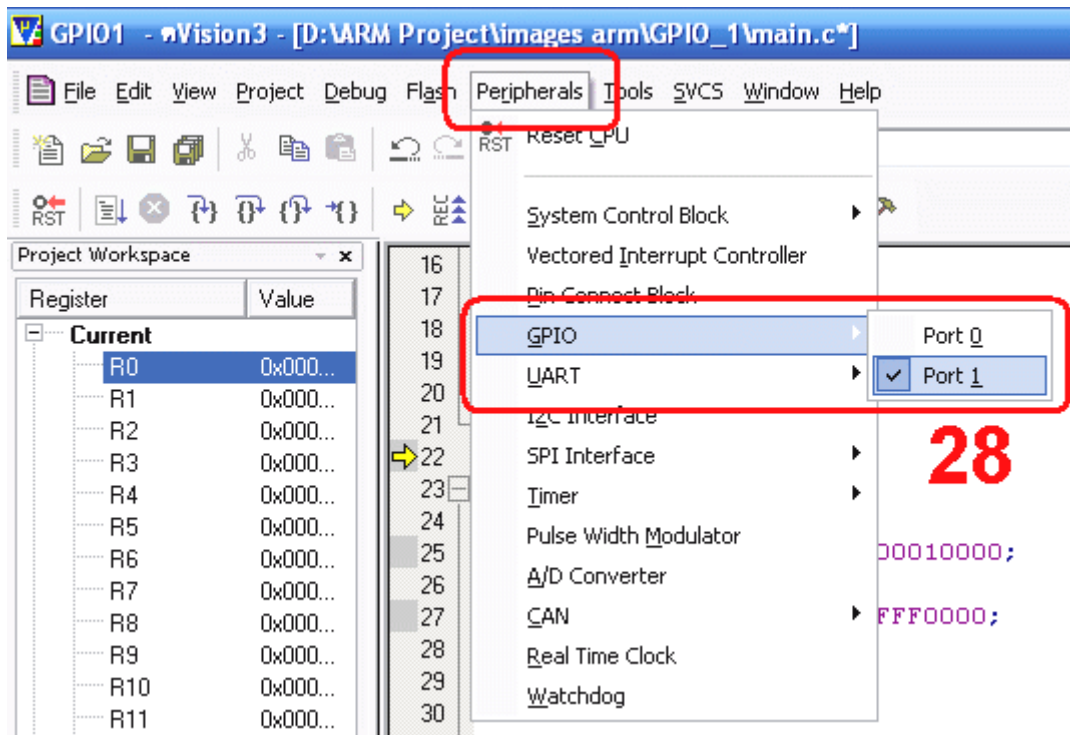 GPIO1 - µVision3 - [D:\ARM Project\images arm\GPIO_1\main.c*]
File Edit View Project Debug Flash Peripherals Tools SVCS Window Help
RST Reset CPU
RST REC
System Control Block
Vectored Interrupt Controller
Pin Connect Block
GPIO
UART
I2C Interface
SPI Interface
Timer
Pulse Width Modulator
A/D Converter
CAN
Real Time Clock
Watchdog
Port 0
Port 1
28
Project Workspace x
Register Value
Current
R0 0x000...
R1 0x000...
R2 0x000...
R3 0x000...
R4 0x000...
R5 0x000...
R6 0x000...
R7 0x000...
R8 0x000...
R9 0x000...
R10 0x000...
R11 0x000...
16
17
18
19
20
21
22
23
24
25 00010000;
26
27 FFF0000;
28
29
30